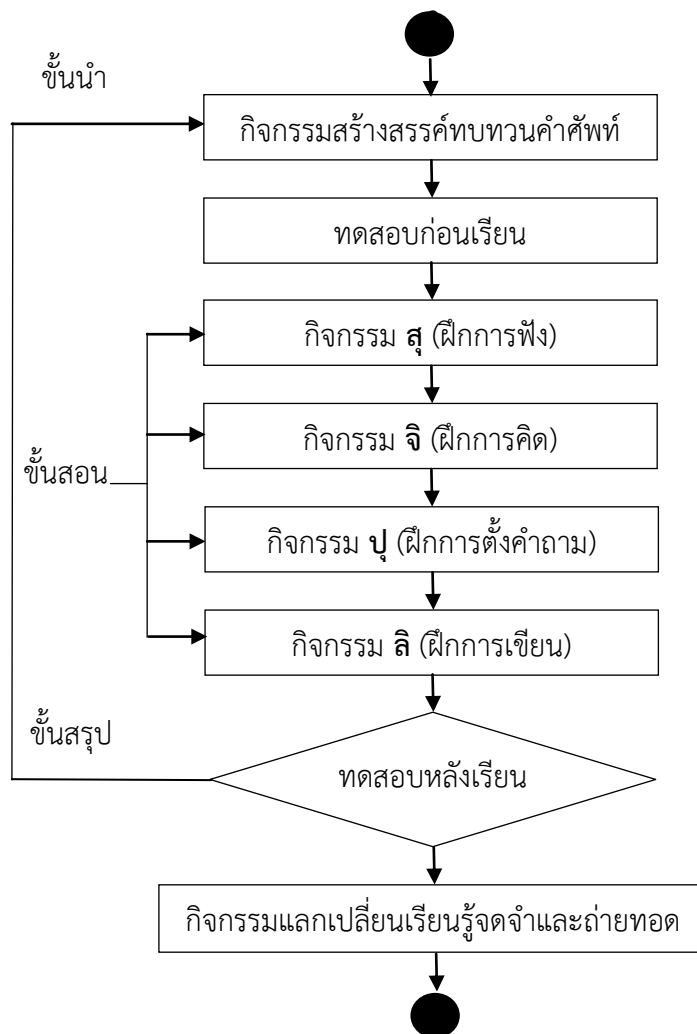 ขั้นนำ
กิจกรรมสร้างสรรค์ทบทวนคำศัพท์
ทดสอบก่อนเรียน
กิจกรรม สุ (ฝึกการฟัง)
กิจกรรม จิ (ฝึกการคิด)
ขั้นสอน
กิจกรรม ปุ (ฝึกการตั้งคำถาม)
กิจกรรม ลิ (ฝึกการเขียน)
ขั้นสรุป
ทดสอบหลังเรียน
กิจกรรมแลกเปลี่ยนเรียนรู้จดจำและถ่ายทอด